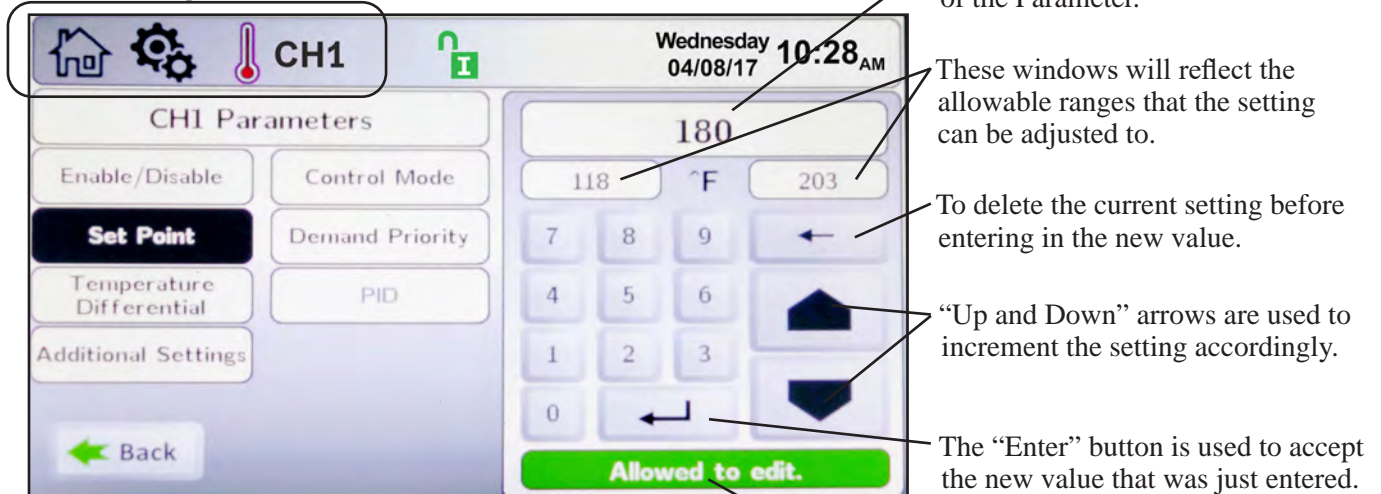 of the Parameter.
CH1
I
Wednesday
04/08/17
10:28 AM
CH1 Parameters
Enable/Disable
Control Mode
Set Point
Demand Priority
Temperature
Differential
PID
Additional Settings
Back
180
118 °F 203
7 8 9
4 5 6
1 2 3
0
Allowed to edit.
These windows will reflect the
allowable ranges that the setting
can be adjusted to.
To delete the current setting before
entering in the new value.
“Up and Down” arrows are used to
increment the setting accordingly.
The “Enter” button is used to accept
the new value that was just entered.